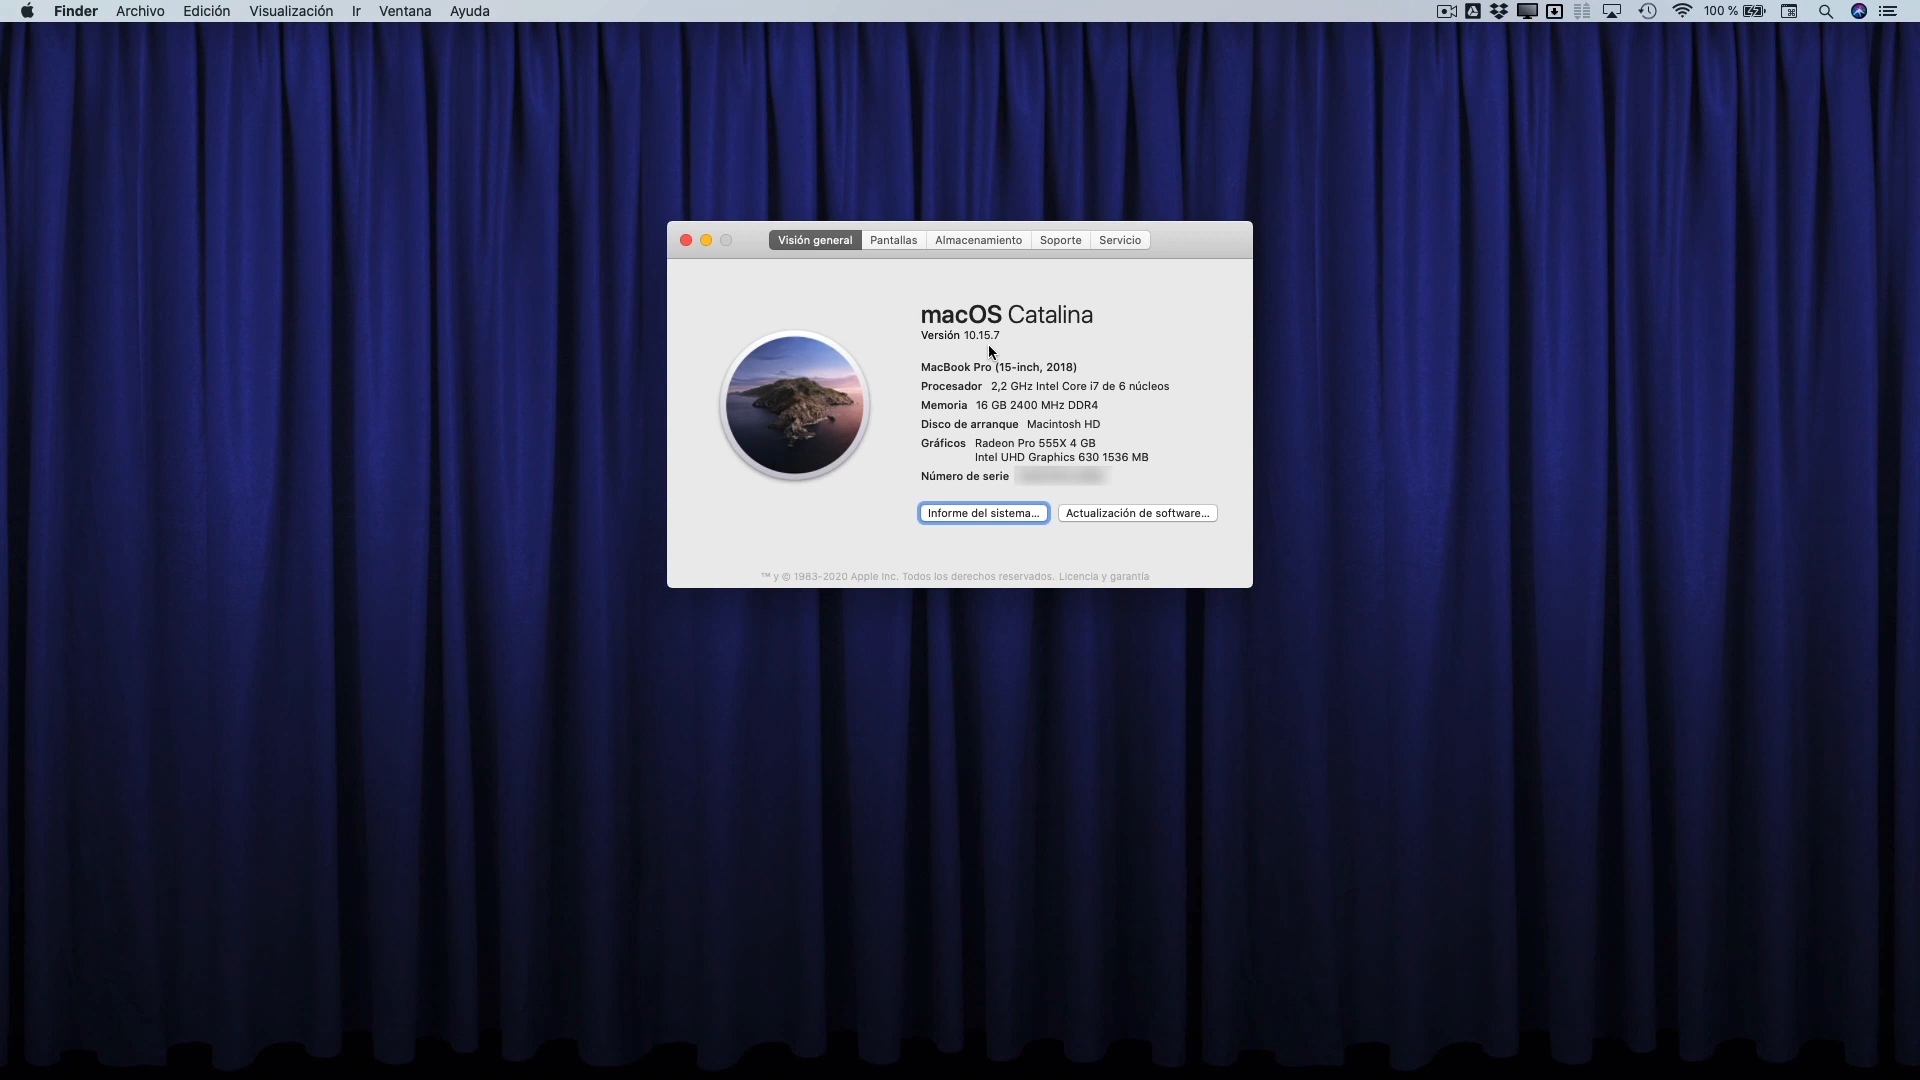 Finder Archivo Edición Visualización Ir Ventana Ayuda 100 %
Visión general Pantallas Almacenamiento Soporte Servicio
macOS Catalina
Versión 10.15.7
MacBook Pro (15-inch, 2018)
Procesador 2,2 GHz Intel Core i7 de 6 núcleos
Memoria 16 GB 2400 MHz DDR4
Disco de arranque Macintosh HD
Gráficos Radeon Pro 555X 4 GB
Intel UHD Graphics 630 1536 MB
Número de serie
Informe del sistema... Actualización de software...
™ y © 1983-2020 Apple Inc. Todos los derechos reservados. Licencia y garantía